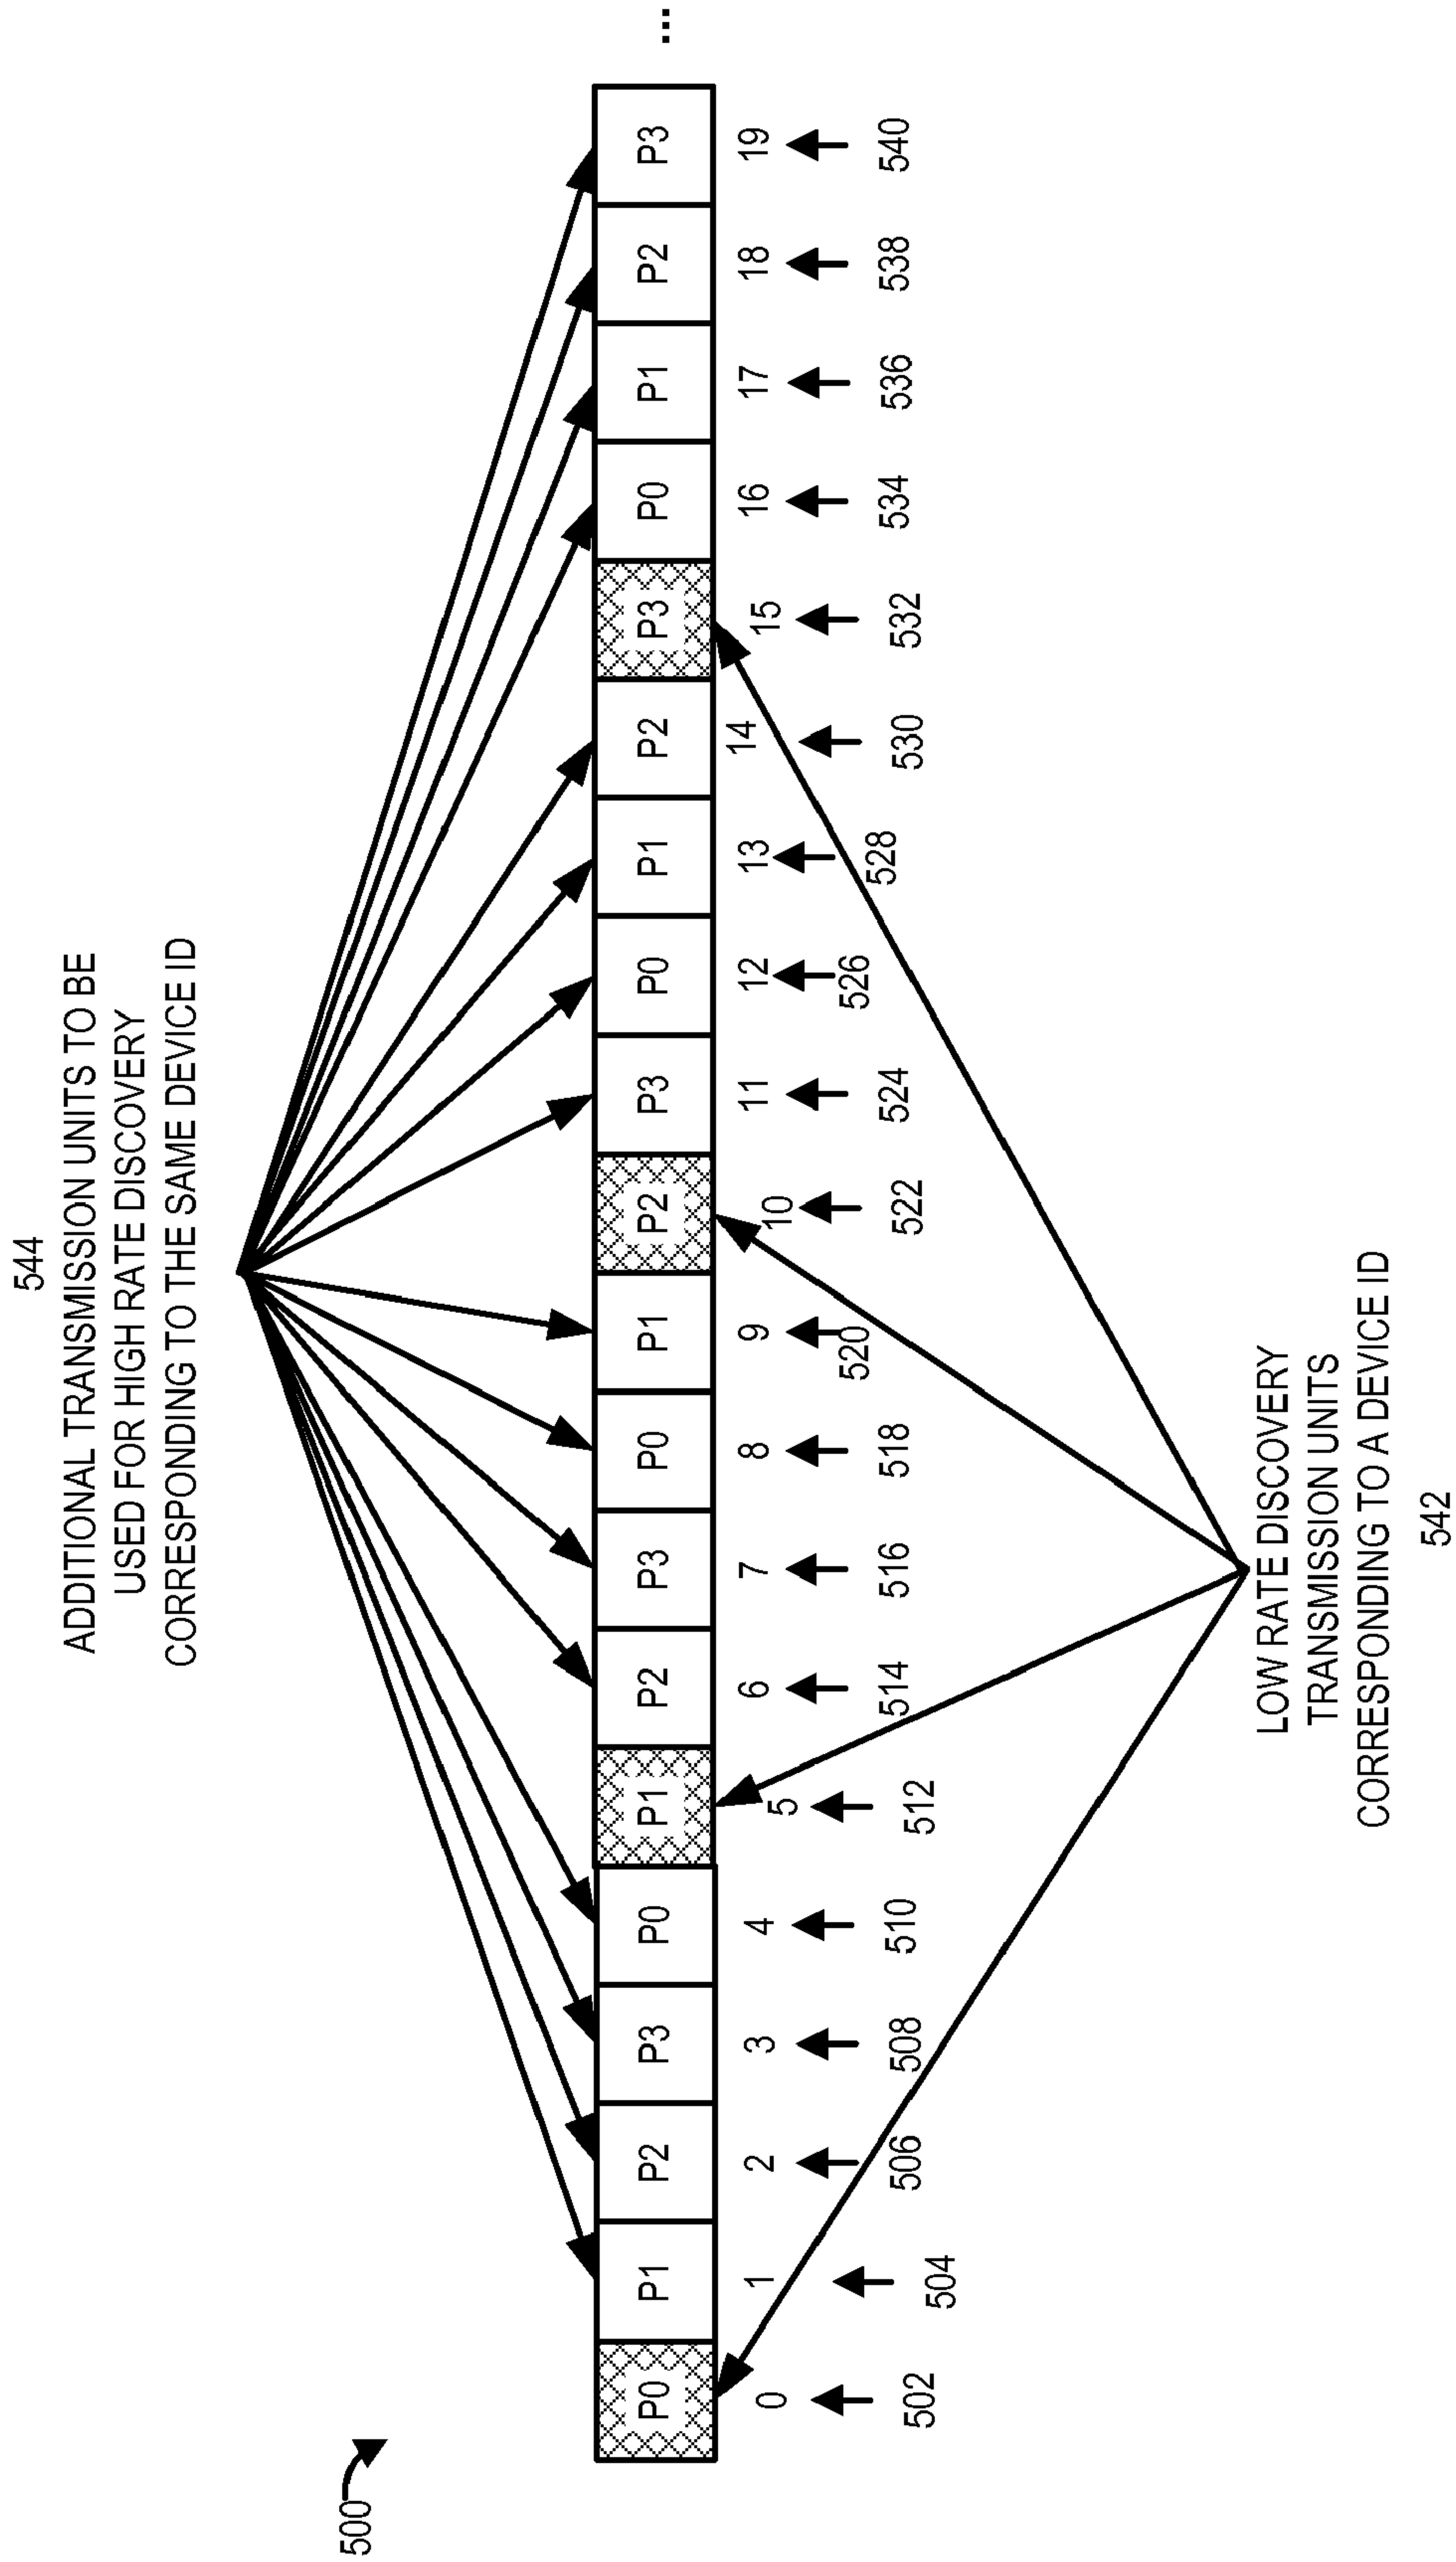 500
544
ADDITIONAL TRANSMISSION UNITS TO BE
USED FOR HIGH RATE DISCOVERY
CORRESPONDING TO THE SAME DEVICE ID
P0 P1 P2 P3 P0 P1 P2 P3 P0 P1 P2 P3 P0 P1 P2 P3 P0 P1 P2 P3 ...
0 1 2 3 4 5 6 7 8 9 10 11 12 13 14 15 16 17 18 19
502 504 506 508 510 512 514 516 518 520 522 524 526 528 530 532 534 536 538 540
LOW RATE DISCOVERY
TRANSMISSION UNITS
CORRESPONDING TO A DEVICE ID
542